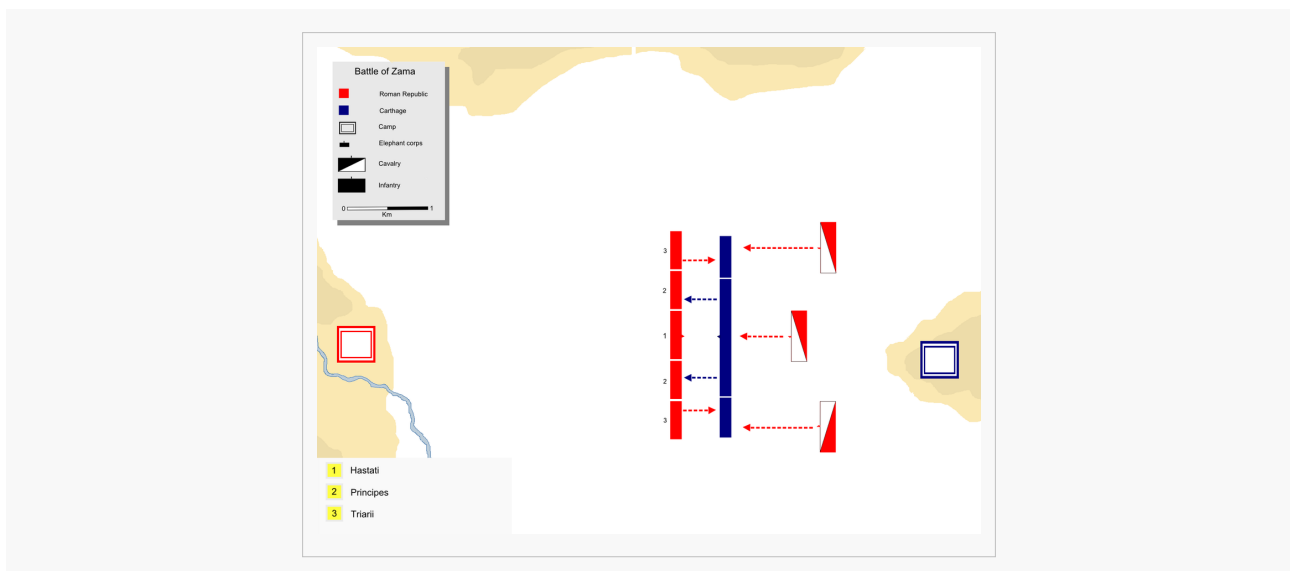 Battle of Zama
Roman Republic
Carthage
Camp
Elephant corps
Cavalry
Infantry
0 1
Km
3
2
1
2
3
1 Hastati
2 Principes
3 Triarii